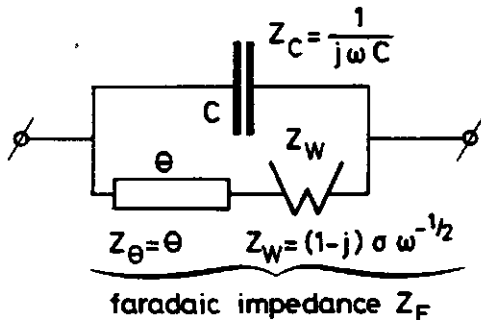 Z_C = 1 / jωC
C
Θ
Z_W
Z_Θ = Θ
Z_W = (1-j) σ ω^-1/2
faradaic impedance Z_F